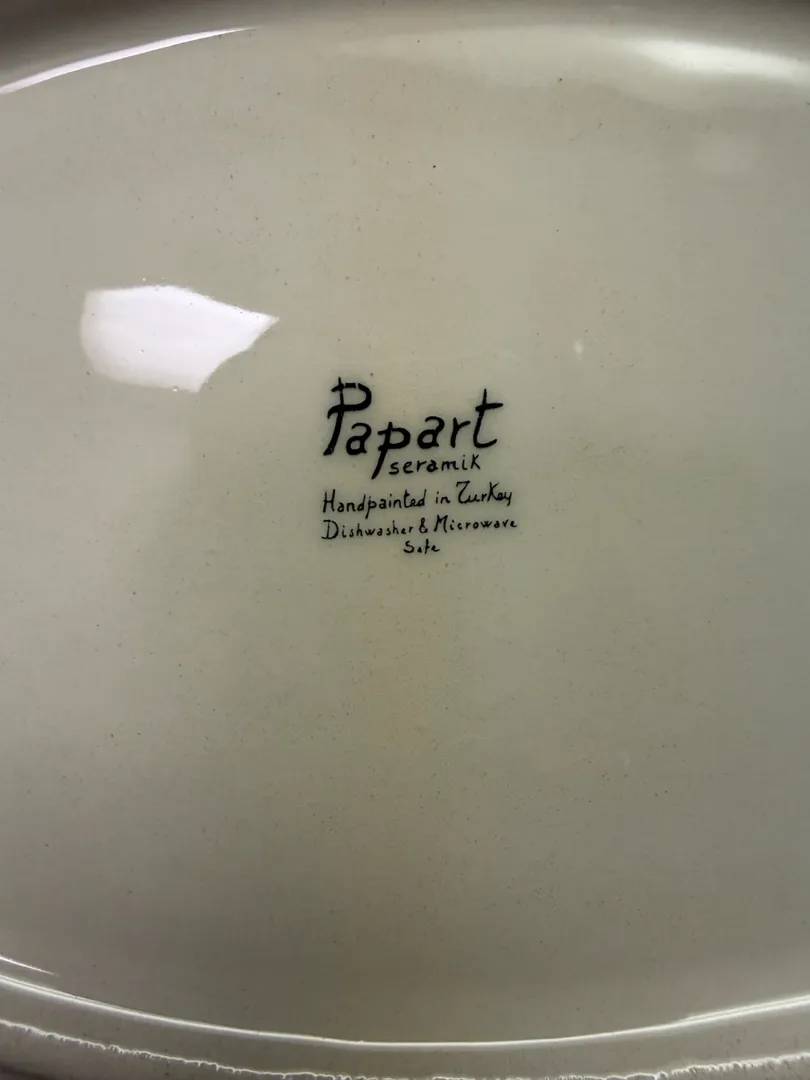 Papart
seramik
Handpainted in Turkey
Dishwasher & Microwave
Safe